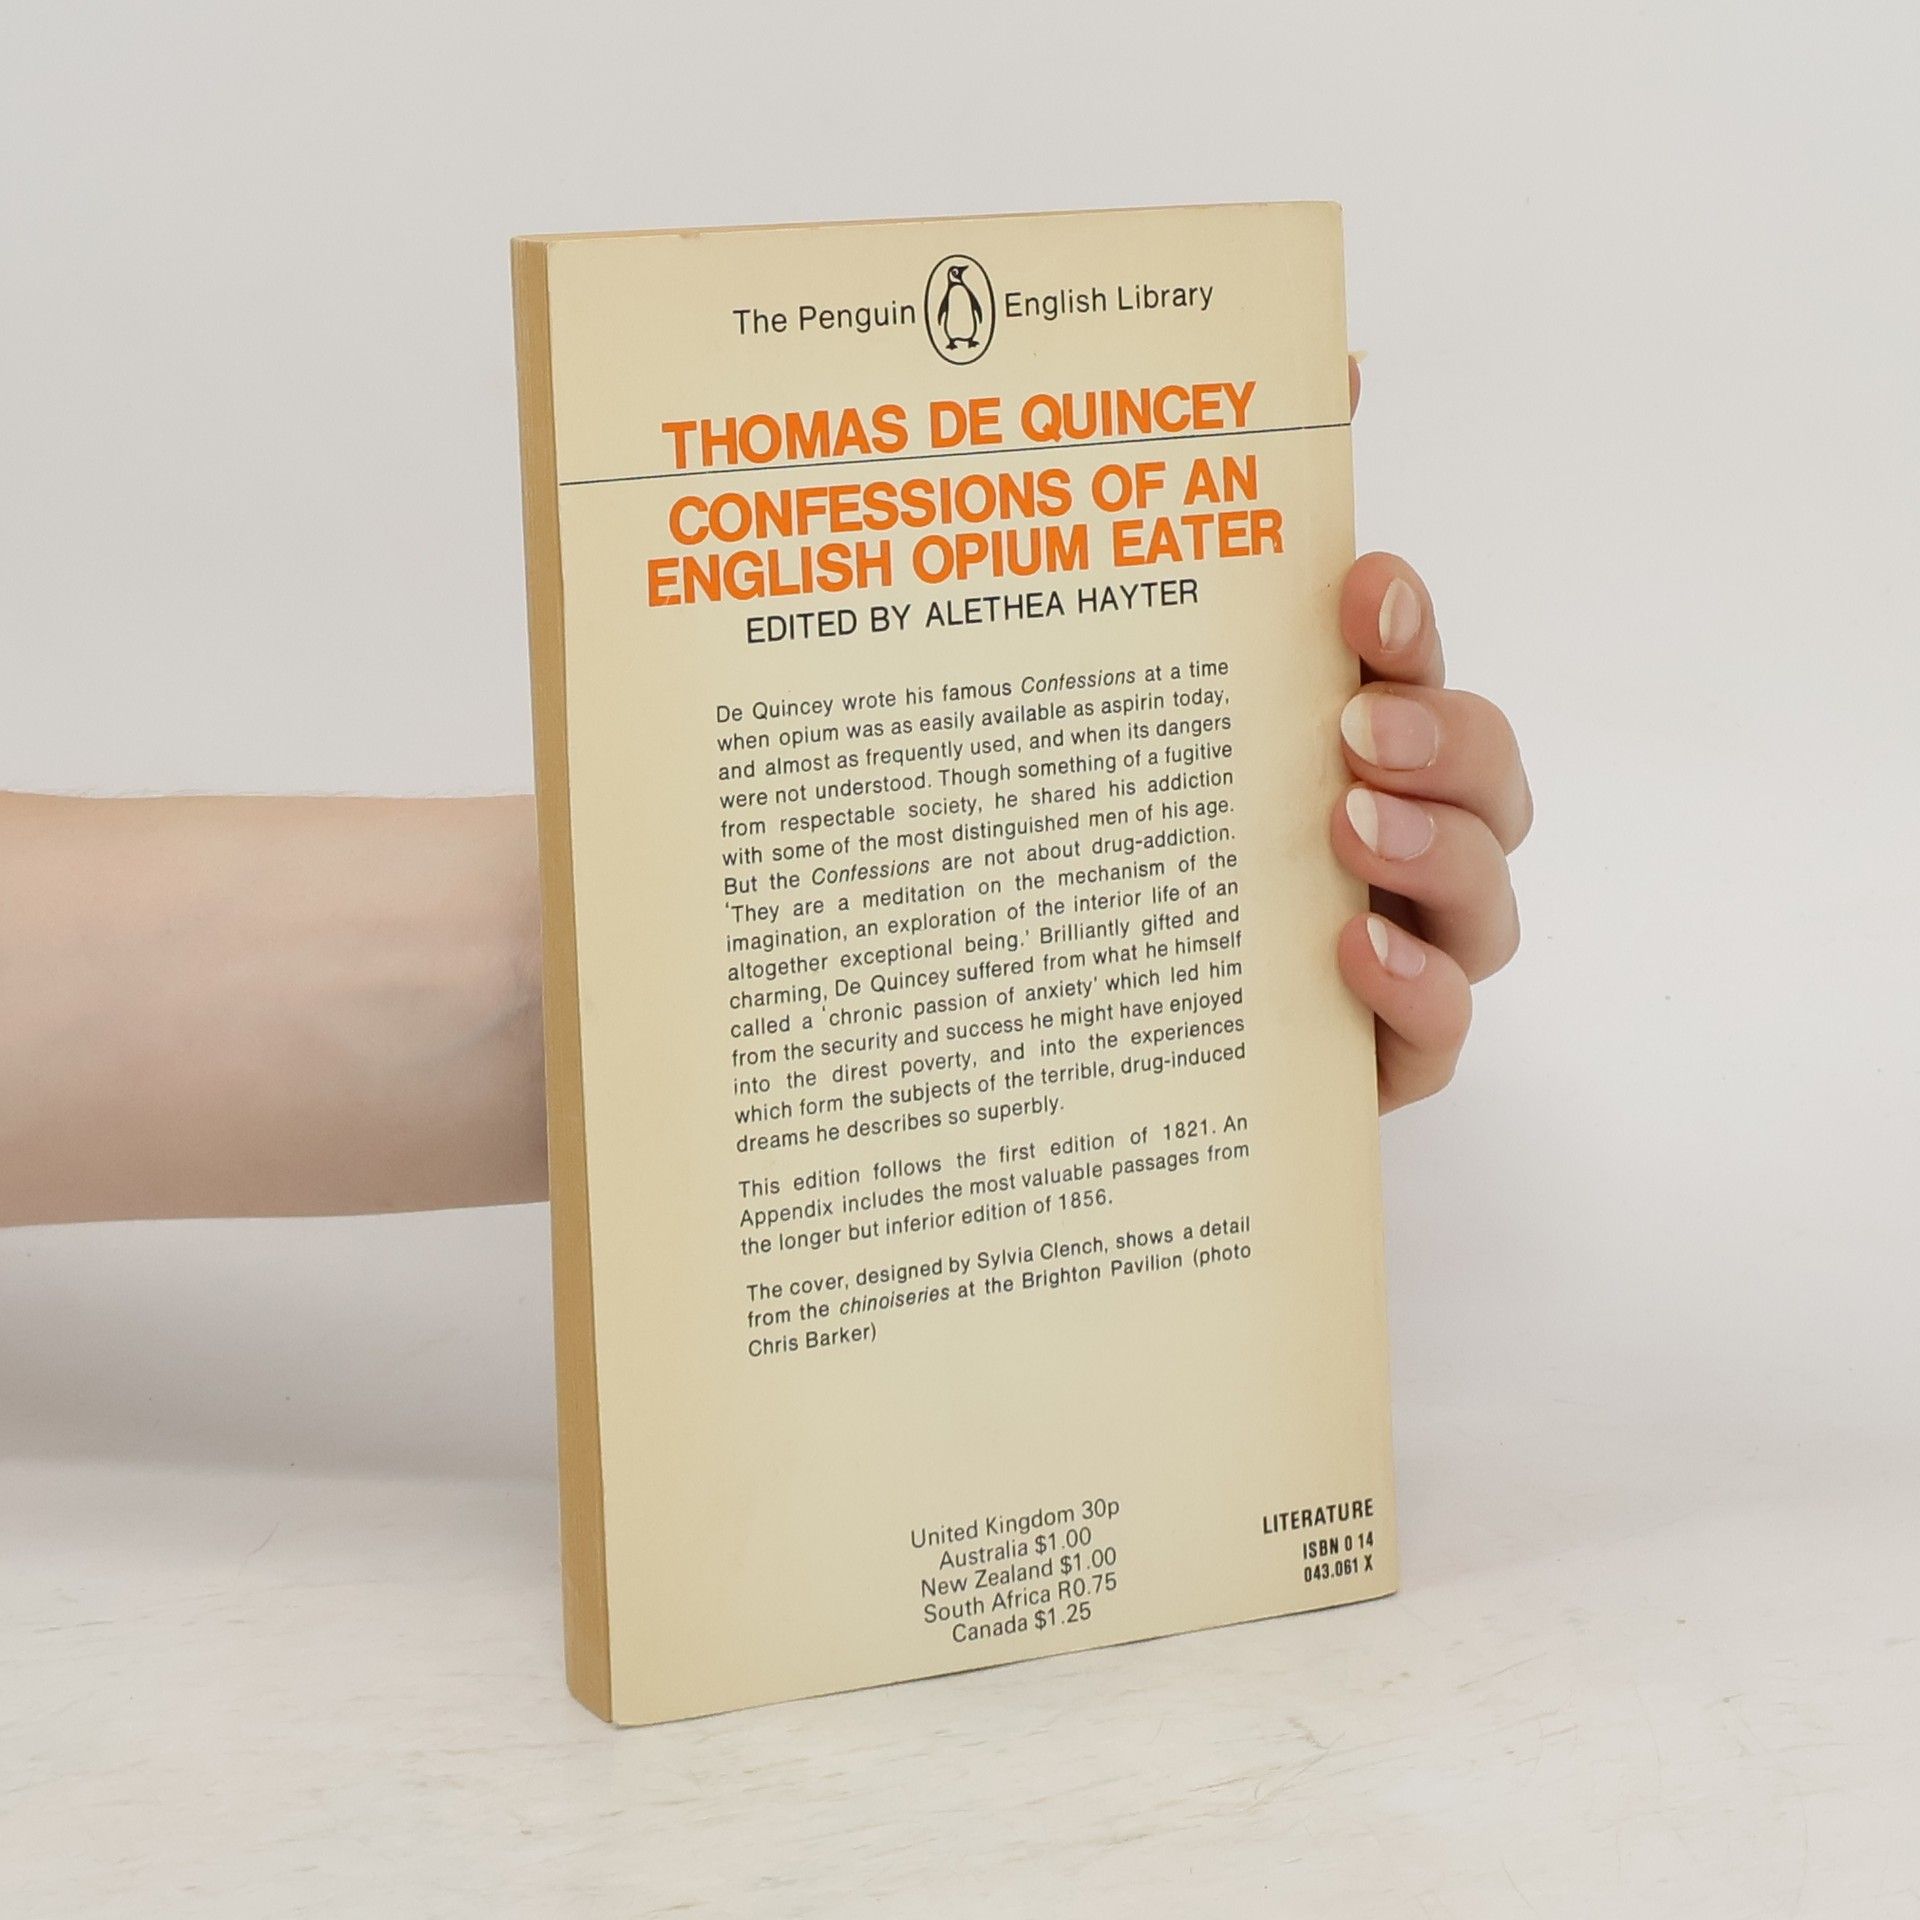 The Penguin English Library
THOMAS DE QUINCEY
CONFESSIONS OF AN
ENGLISH OPIUM EATER
EDITED BY ALETHEA HAYTER
De Quincey wrote his famous Confessions at a time
when opium was as easily available as aspirin today,
and almost as frequently used, and when its dangers
were not understood. Though something of a fugitive
from respectable society, he shared his addiction
with some of the most distinguished men of his age.
But the Confessions are not about drug-addiction.
‘They are a meditation on the mechanism of the
imagination, an exploration of the interior life of an
altogether exceptional being.’ Brilliantly gifted and
charming, De Quincey suffered from what he himself
called a ‘chronic passion of anxiety’ which led him
from the security and success he might have enjoyed
into the direst poverty, and into the experiences
which form the subjects of the terrible, drug-induced
dreams he describes so superbly.
This edition follows the first edition of 1821. An
Appendix includes the most valuable passages from
the longer but inferior edition of 1856.
The cover, designed by Sylvia Clench, shows a detail
from the chinoiseries at the Brighton Pavilion (photo
Chris Barker)
United Kingdom 30p
Australia $1.00
New Zealand $1.00
South Africa R0.75
Canada $1.25
LITERATURE
ISBN 0 14
043.061 X